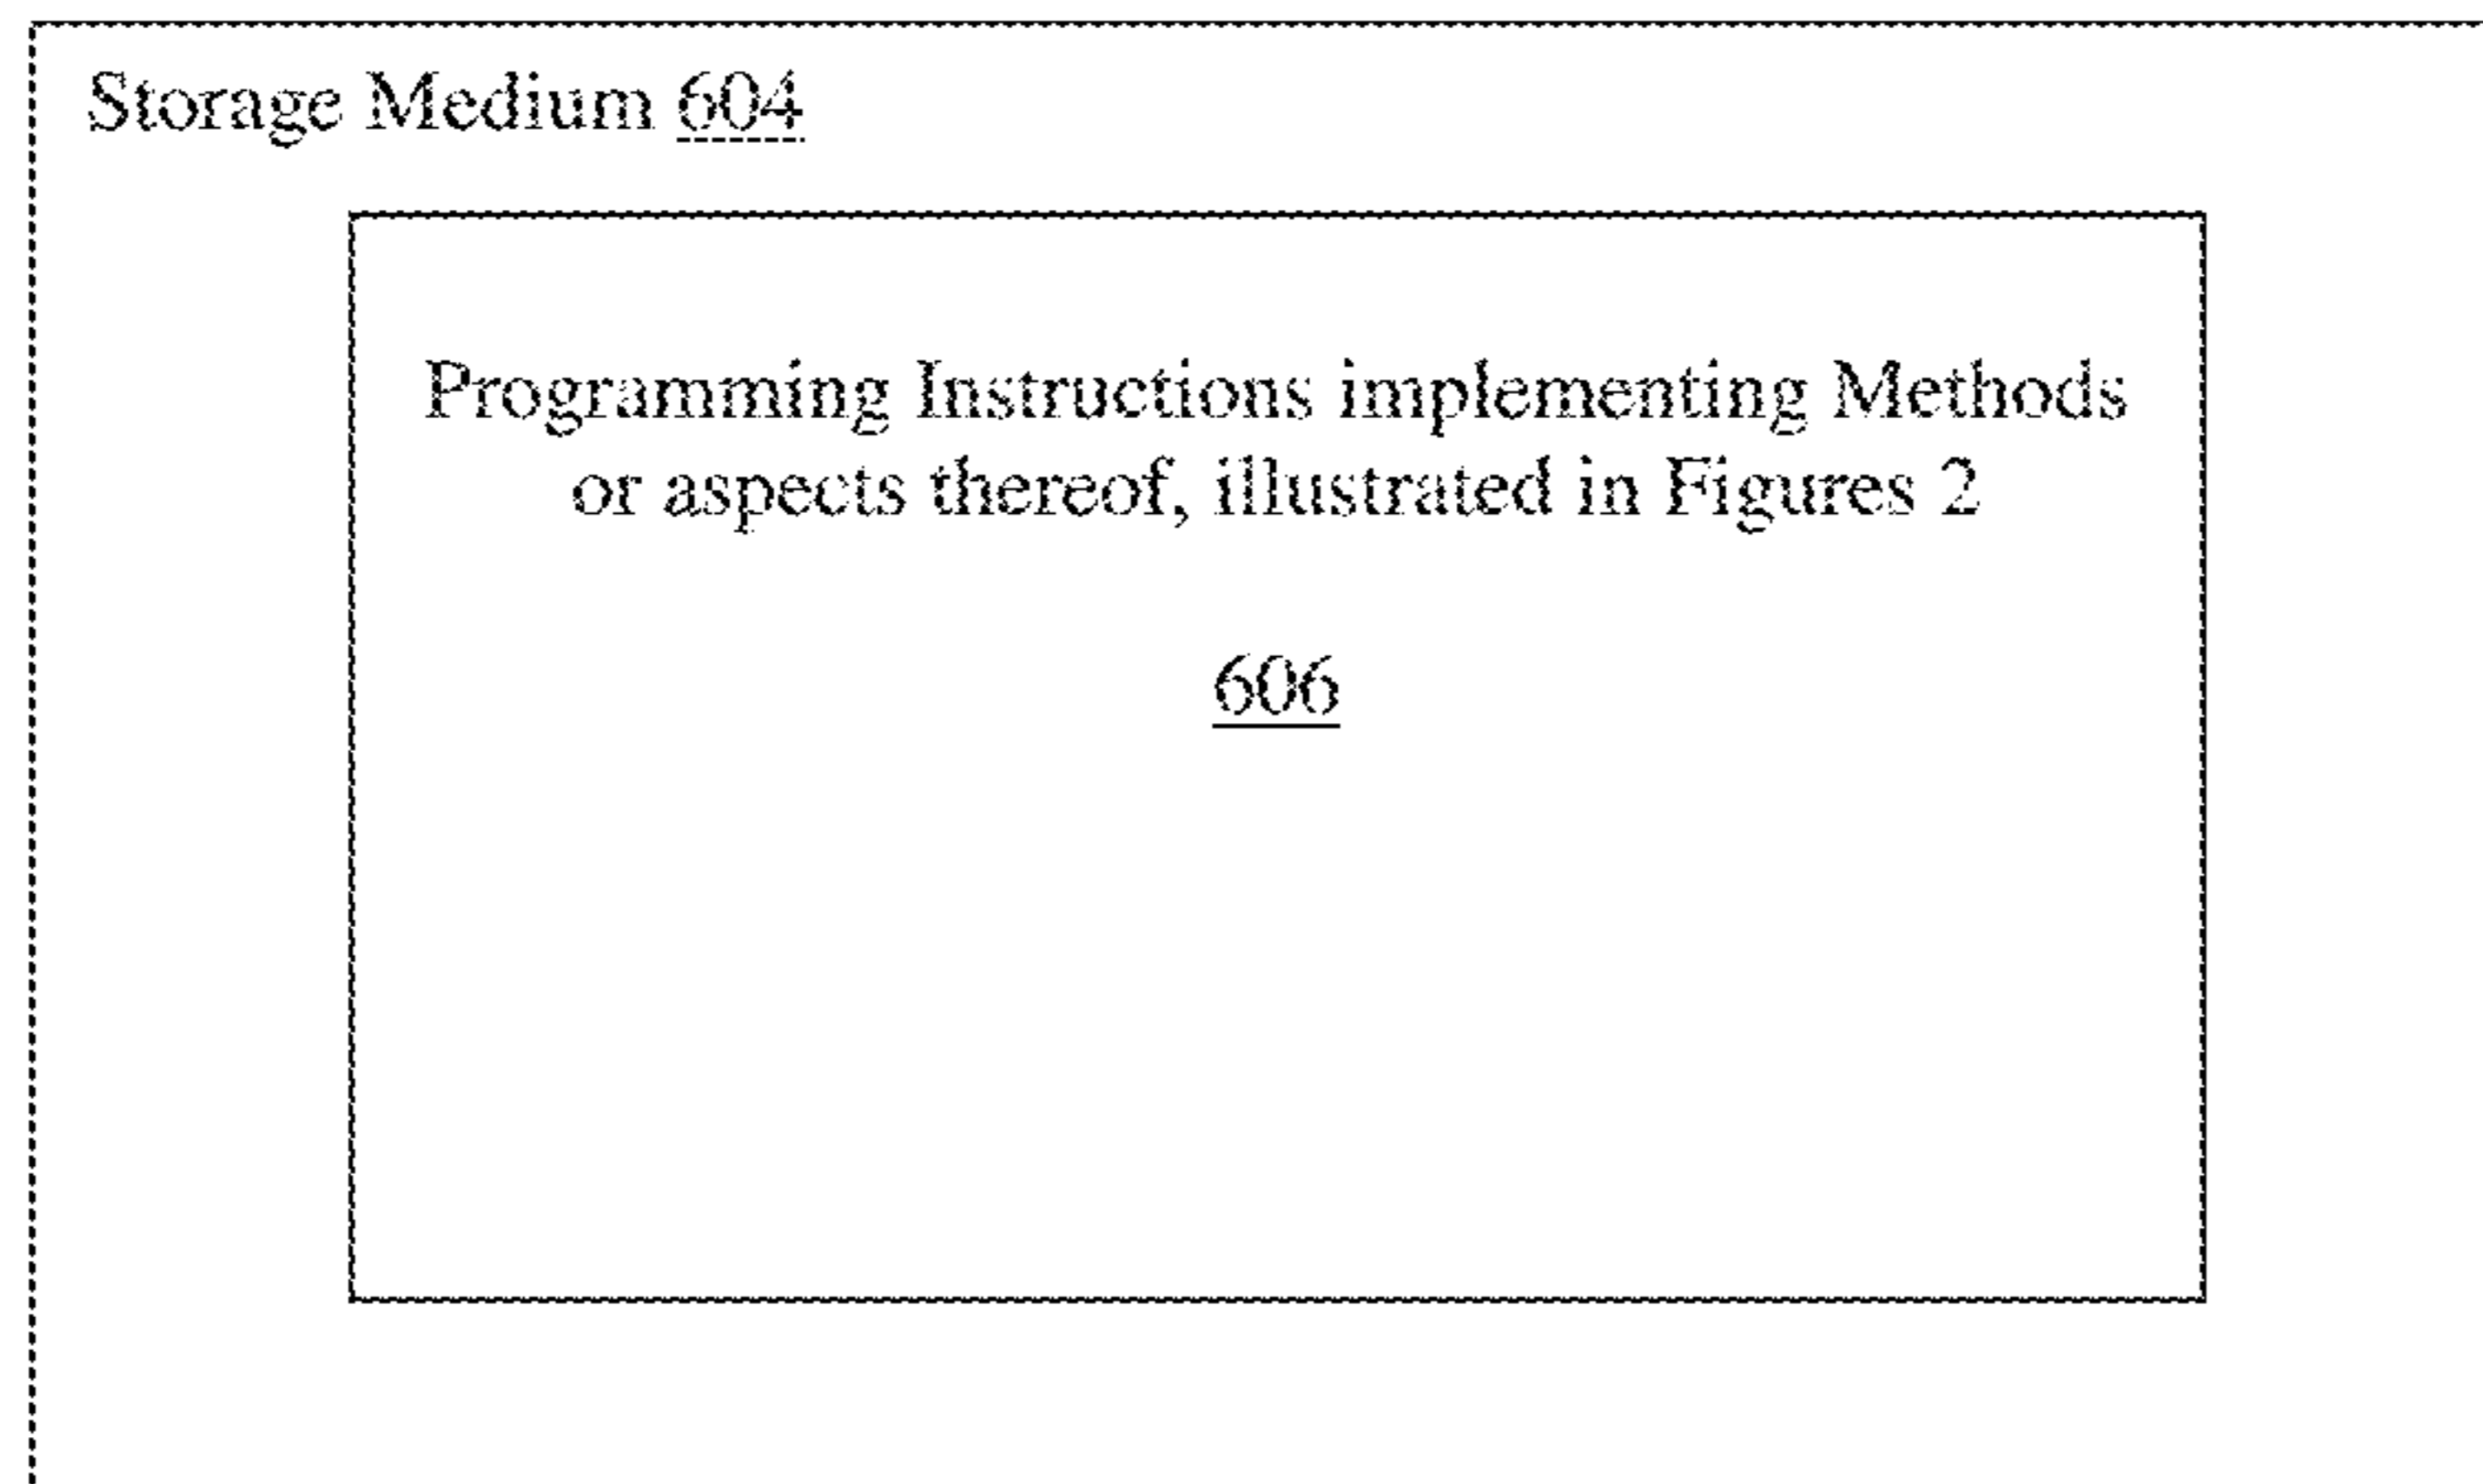 Storage Medium 604
Programming Instructions implementing Methods
or aspects thereof, illustrated in Figures 2
606